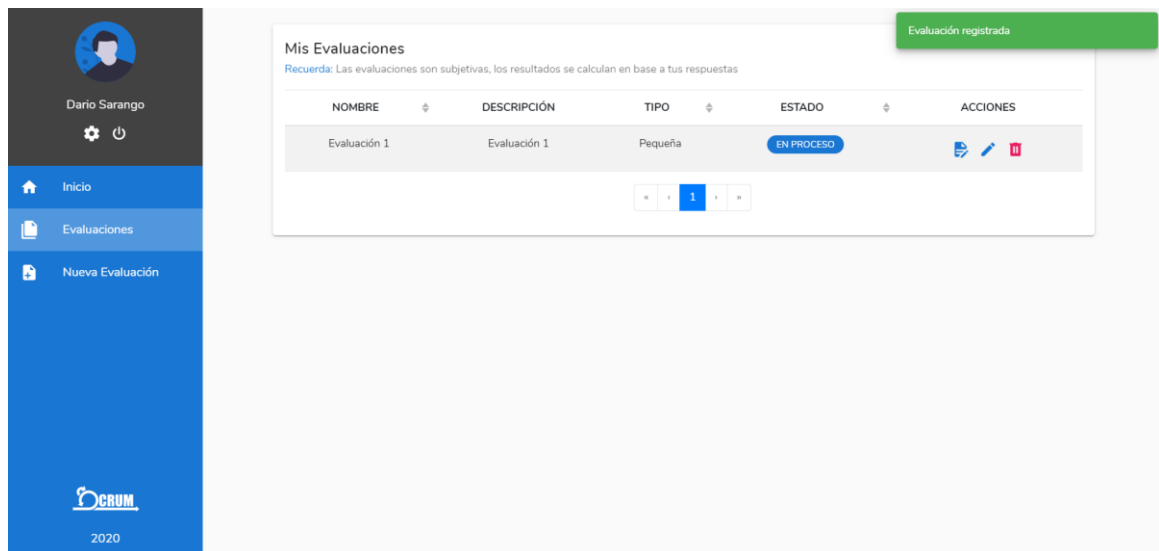 Evaluación registrada
Dario Sarango
Inicio
Evaluaciones
Nueva Evaluación
CRUM
2020
Mis Evaluaciones
Recuerda: Las evaluaciones son subjetivas, los resultados se calculan en base a tus respuestas
NOMBRE DESCRIPCIÓN TIPO ESTADO ACCIONES
Evaluación 1 Evaluación 1 Pequeña EN PROCESO
« ‹ 1 › »